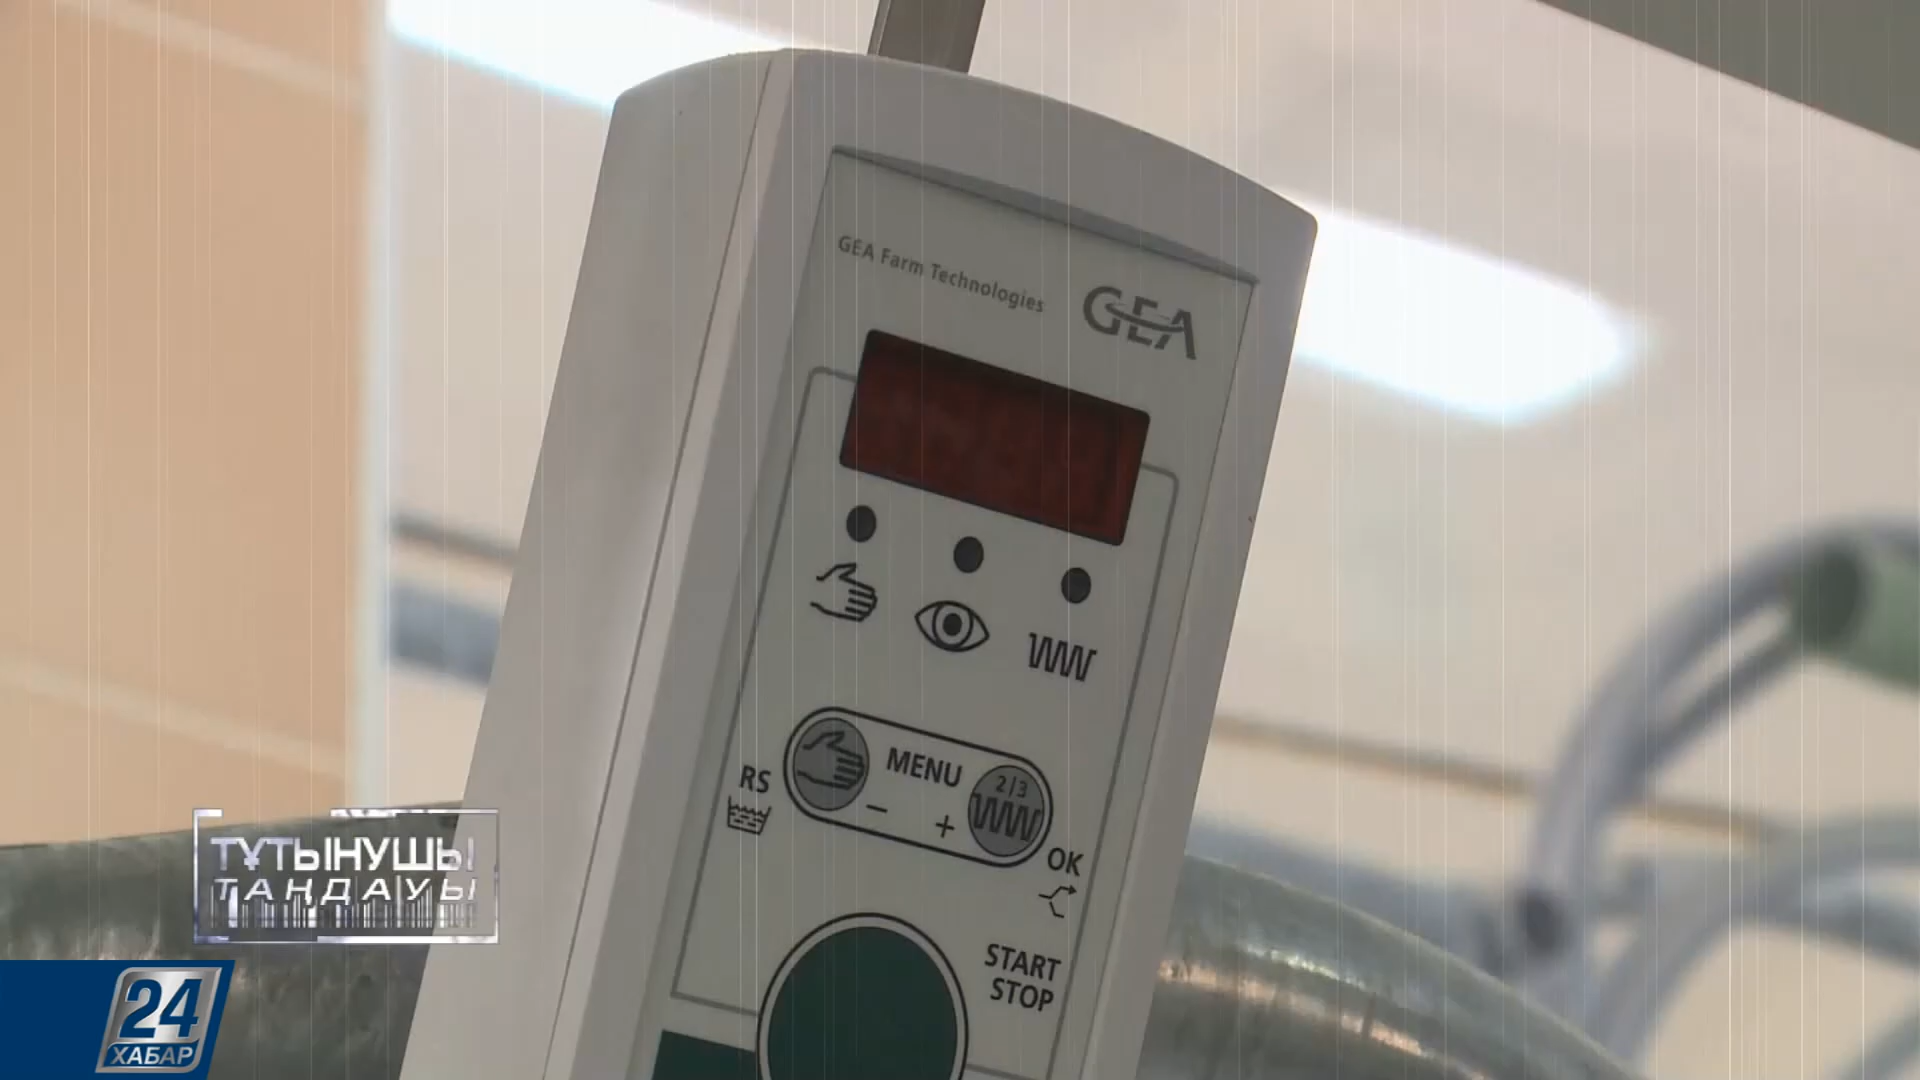 GEA Farm Technologies
GEA
MENU
2/3
RS
− +
OK
START
STOP
ТҰТЫНУШЫ
ТАҢДАУЫ
24
ХАБАР